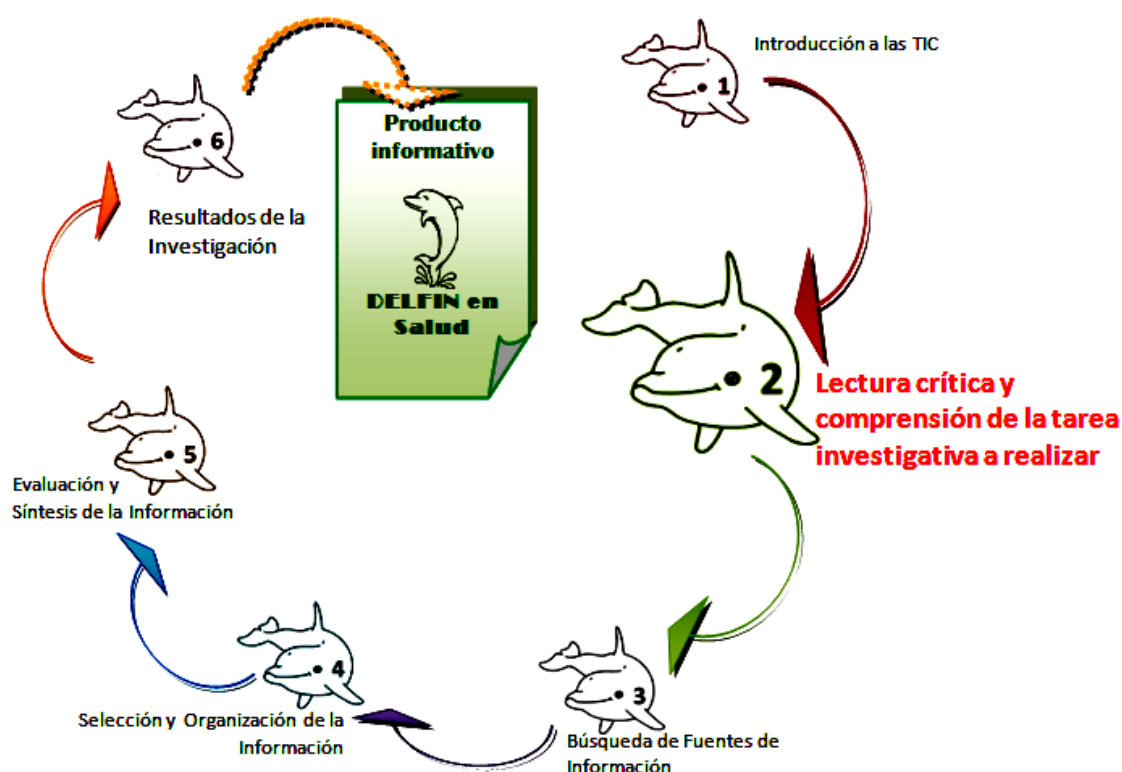 1
Introducción a las TIC
2
Lectura crítica y
comprensión de la tarea
investigativa a realizar
3
Búsqueda de Fuentes de
Información
4
Selección y Organización de la
Información
5
Evaluación y
Síntesis de la Información
6
Resultados de la
Investigación
Producto
informativo
DELFIN en
Salud